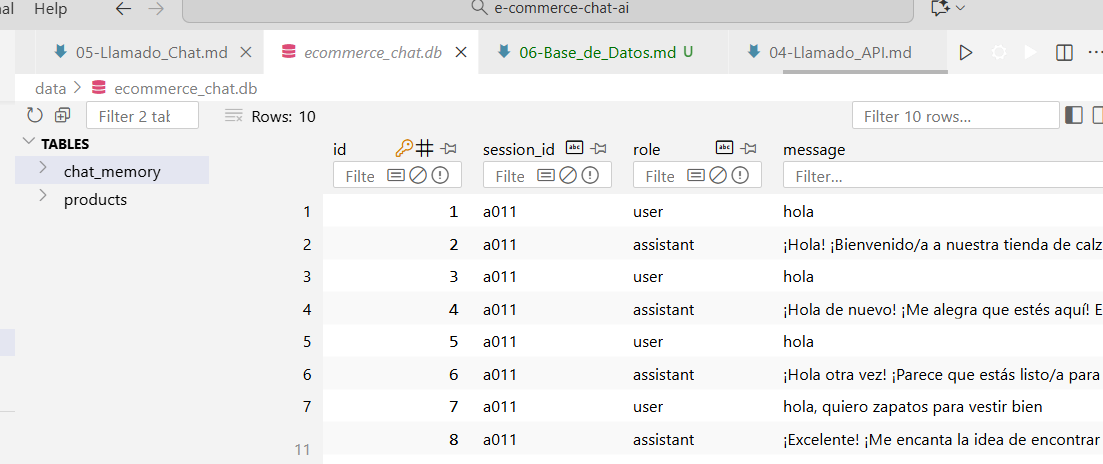 nal Help e-commerce-chat-ai
05-Llamado_Chat.md ecommerce_chat.db 06-Base_de_Datos.md U 04-Llamado_API.md
data > ecommerce_chat.db
Filter 2 tab Rows: 10 Filter 10 rows...
TABLES
chat_memory
products
id session_id abc role abc message
Filte Filte Filte Filter...
1 1 a011 user hola
2 2 a011 assistant ¡Hola! ¡Bienvenido/a a nuestra tienda de calz
3 3 a011 user hola
4 4 a011 assistant ¡Hola de nuevo! ¡Me alegra que estés aquí! E
5 5 a011 user hola
6 6 a011 assistant ¡Hola otra vez! ¡Parece que estás listo/a para
7 7 a011 user hola, quiero zapatos para vestir bien
8 a011 assistant ¡Excelente! ¡Me encanta la idea de encontrar
11